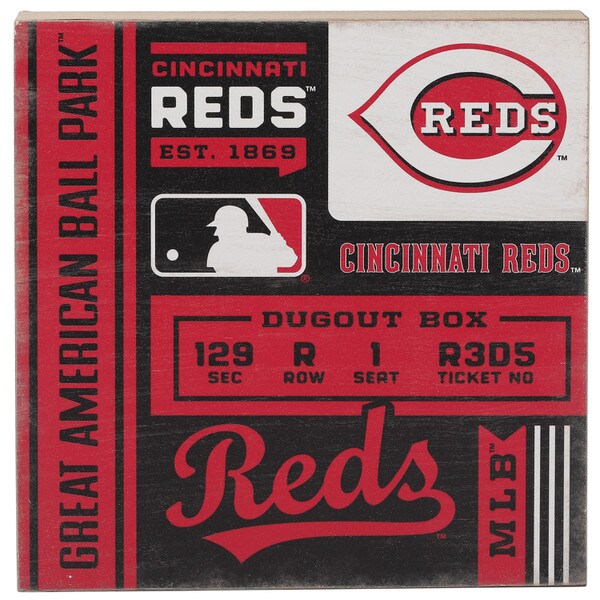 GREAT AMERICAN BALL PARK™
CINCINNATI
REDS™
EST. 1869
REDS
™
®
CINCINNATI REDS™
DUGOUT BOX
129 R 1 R3D5
SEC ROW SEAT TICKET NO
Reds
™
MLB™